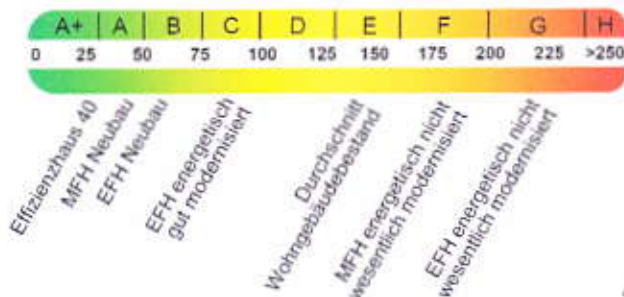 A+ A B C D E F G H
0 25 50 75 100 125 150 175 200 225 >250
Effizienzhaus 40
MFH Neubau
EFH Neubau
EFH energetisch
gut modernisiert
Durchschnitt
Wohngebäudebestand
MFH energetisch nicht
wesentlich modernisiert
EFH energetisch nicht
wesentlich modernisiert